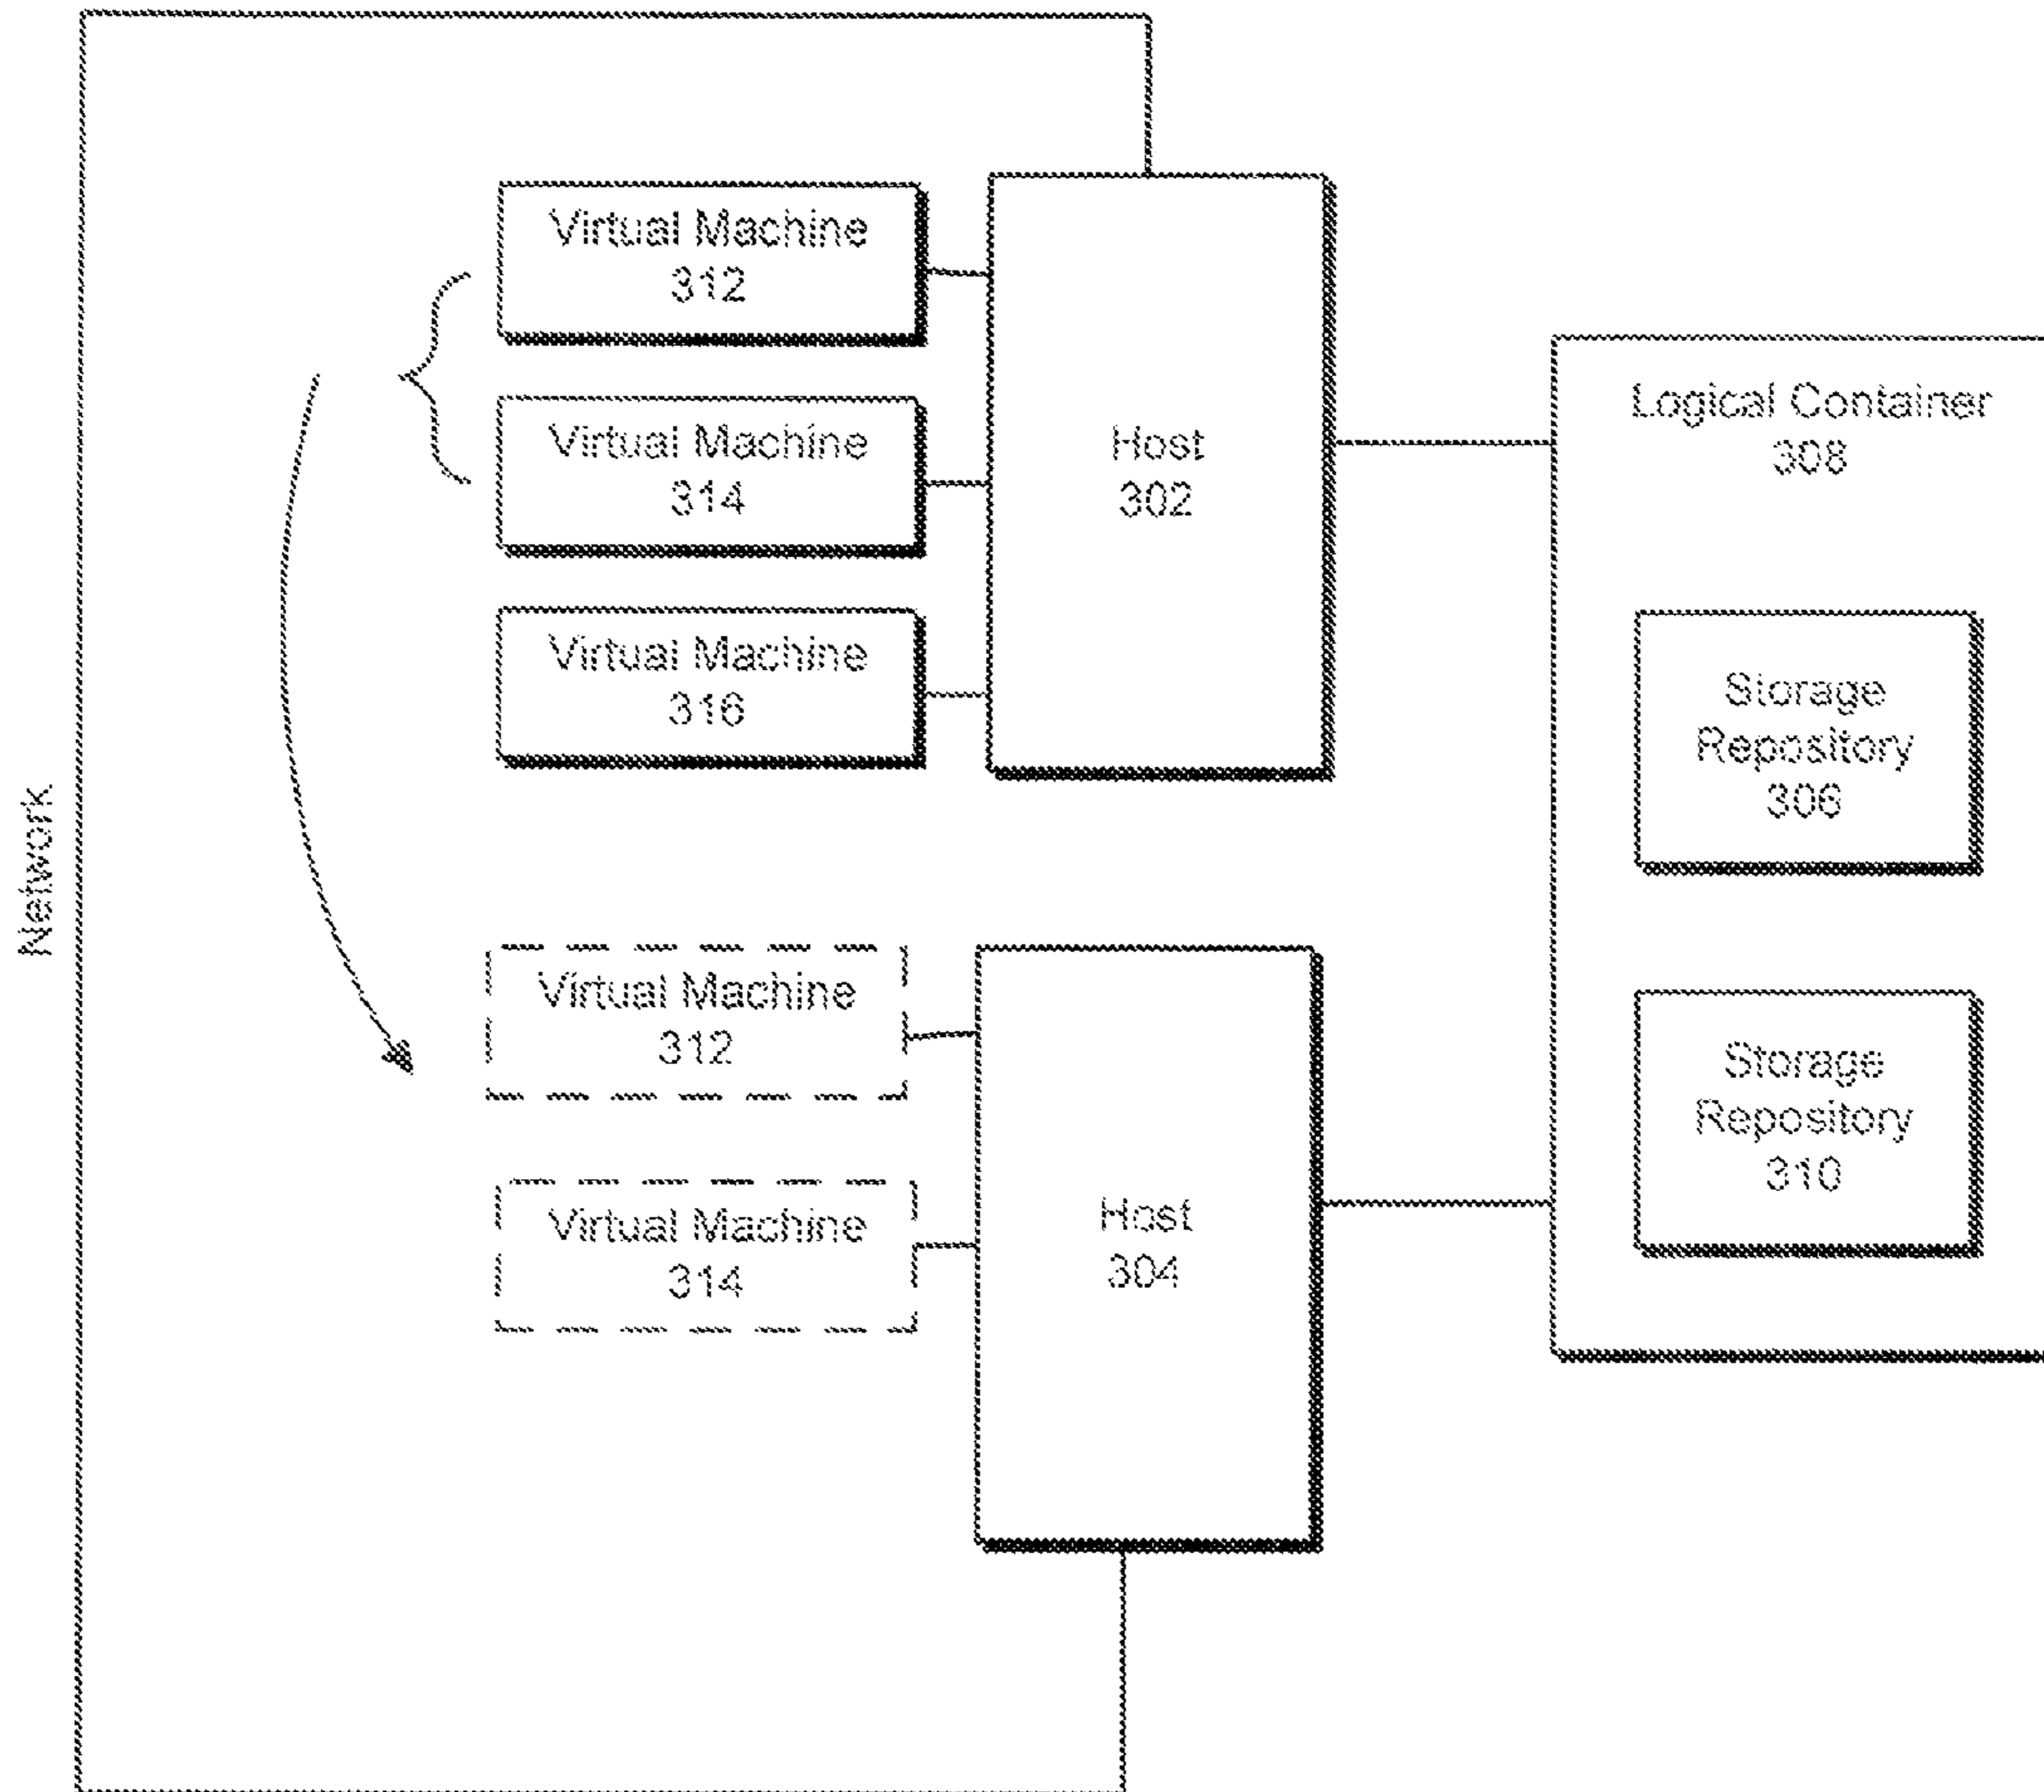 Network
Virtual Machine
312
Virtual Machine
314
Virtual Machine
316
Host
302
Logical Container
308
Storage
Repository
306
Virtual Machine
312
Virtual Machine
314
Host
304
Storage
Repository
310